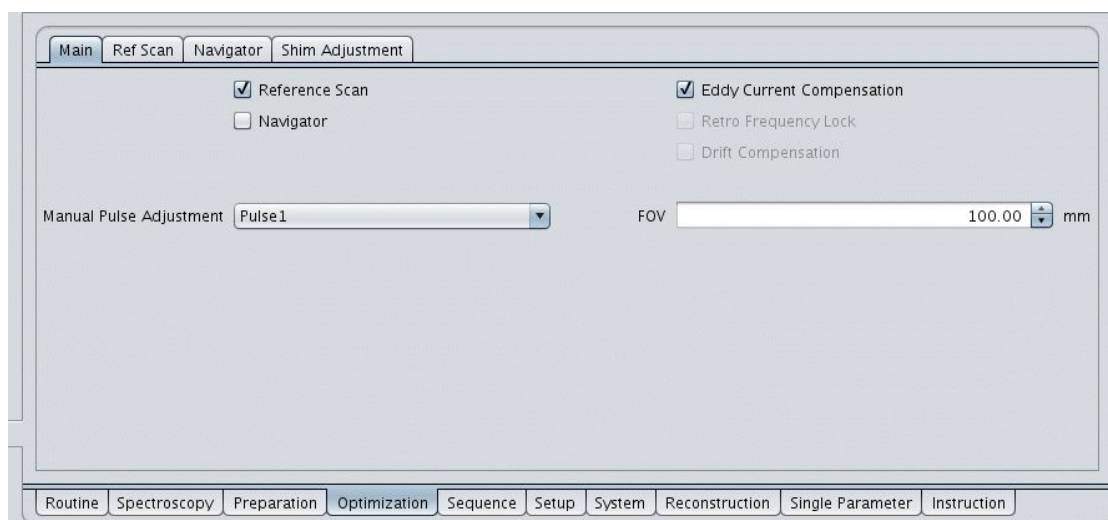 Main Ref Scan Navigator Shim Adjustment
Reference Scan Eddy Current Compensation
Navigator Retro Frequency Lock
Drift Compensation
Manual Pulse Adjustment Pulse1 FOV 100.00 mm
Routine Spectroscopy Preparation Optimization Sequence Setup System Reconstruction Single Parameter Instruction